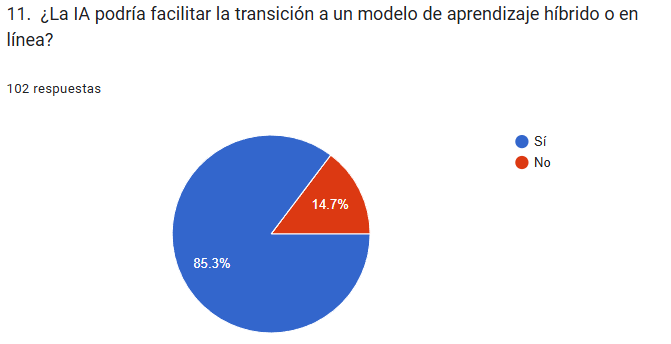 11. ¿La IA podría facilitar la transición a un modelo de aprendizaje híbrido o en
línea?
102 respuestas
Sí
No
14.7%
85.3%